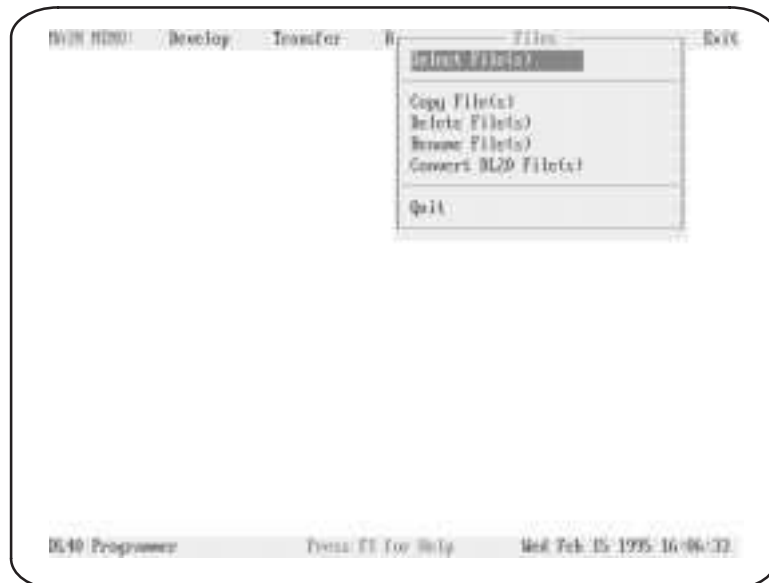 MAIN MENU: Develop Transfer Files Exit
Select File(s)
Copy File(s)
Delete File(s)
Rename File(s)
Convert DL20 File(s)
Quit
DL40 Programmer Press F1 for Help Wed Feb 15 1995 16:06:32